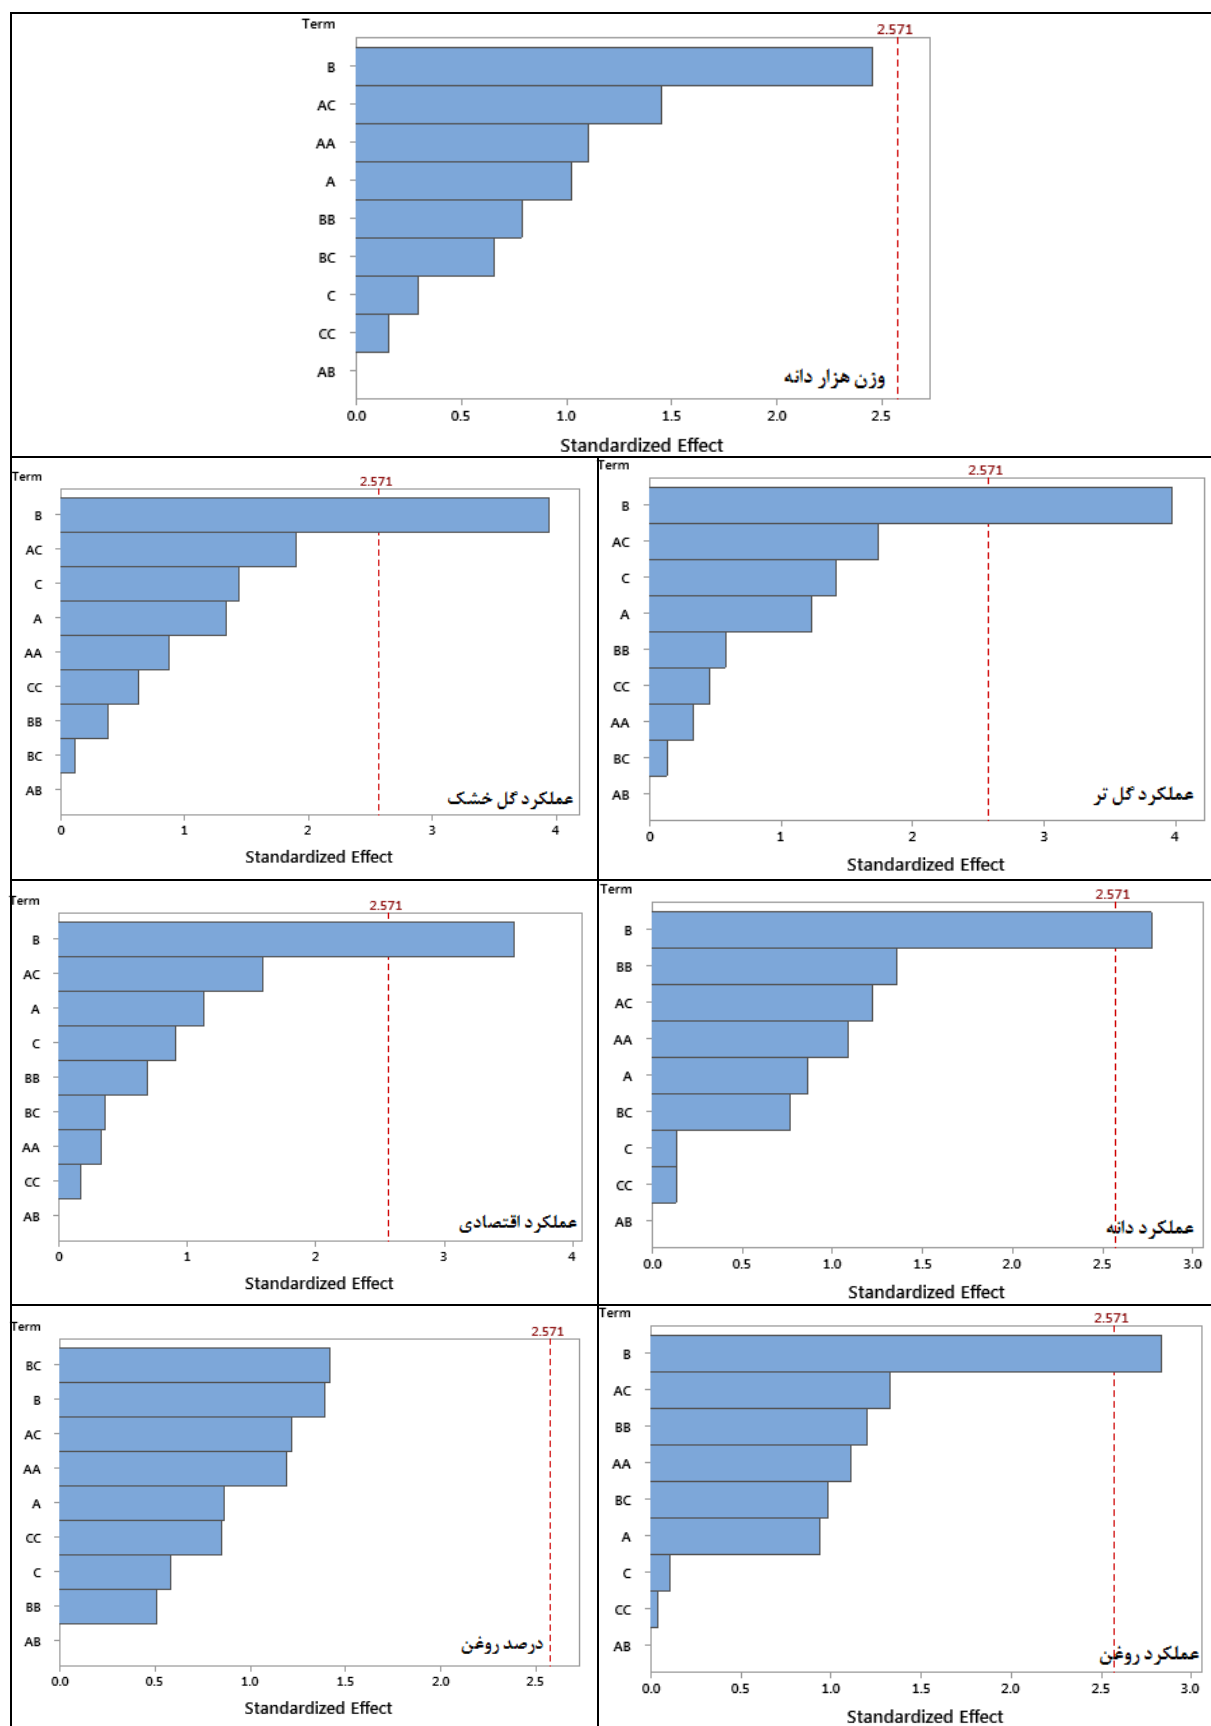 Term
2.571
B
AC
AA
A
BB
BC
C
CC
AB
وزن هزار دانه
0.0 0.5 1.0 1.5 2.0 2.5
Standardized Effect
Term
2.571
B
AC
C
A
AA
CC
BB
BC
AB
عملکرد گل خشک
0 1 2 3 4
Standardized Effect
Term
2.571
B
AC
C
A
BB
CC
AA
BC
AB
عملکرد گل تر
0 1 2 3 4
Standardized Effect
Term
2.571
B
AC
A
C
BB
BC
AA
CC
AB
عملکرد اقتصادی
0 1 2 3 4
Standardized Effect
Term
2.571
B
BB
AC
AA
A
BC
C
CC
AB
عملکرد دانه
0.0 0.5 1.0 1.5 2.0 2.5 3.0
Standardized Effect
Term
2.571
BC
B
AC
AA
A
CC
C
BB
AB
درصد روغن
0.0 0.5 1.0 1.5 2.0 2.5
Standardized Effect
Term
2.571
B
AC
BB
AA
BC
A
C
CC
AB
عملکرد روغن
0.0 0.5 1.0 1.5 2.0 2.5 3.0
Standardized Effect